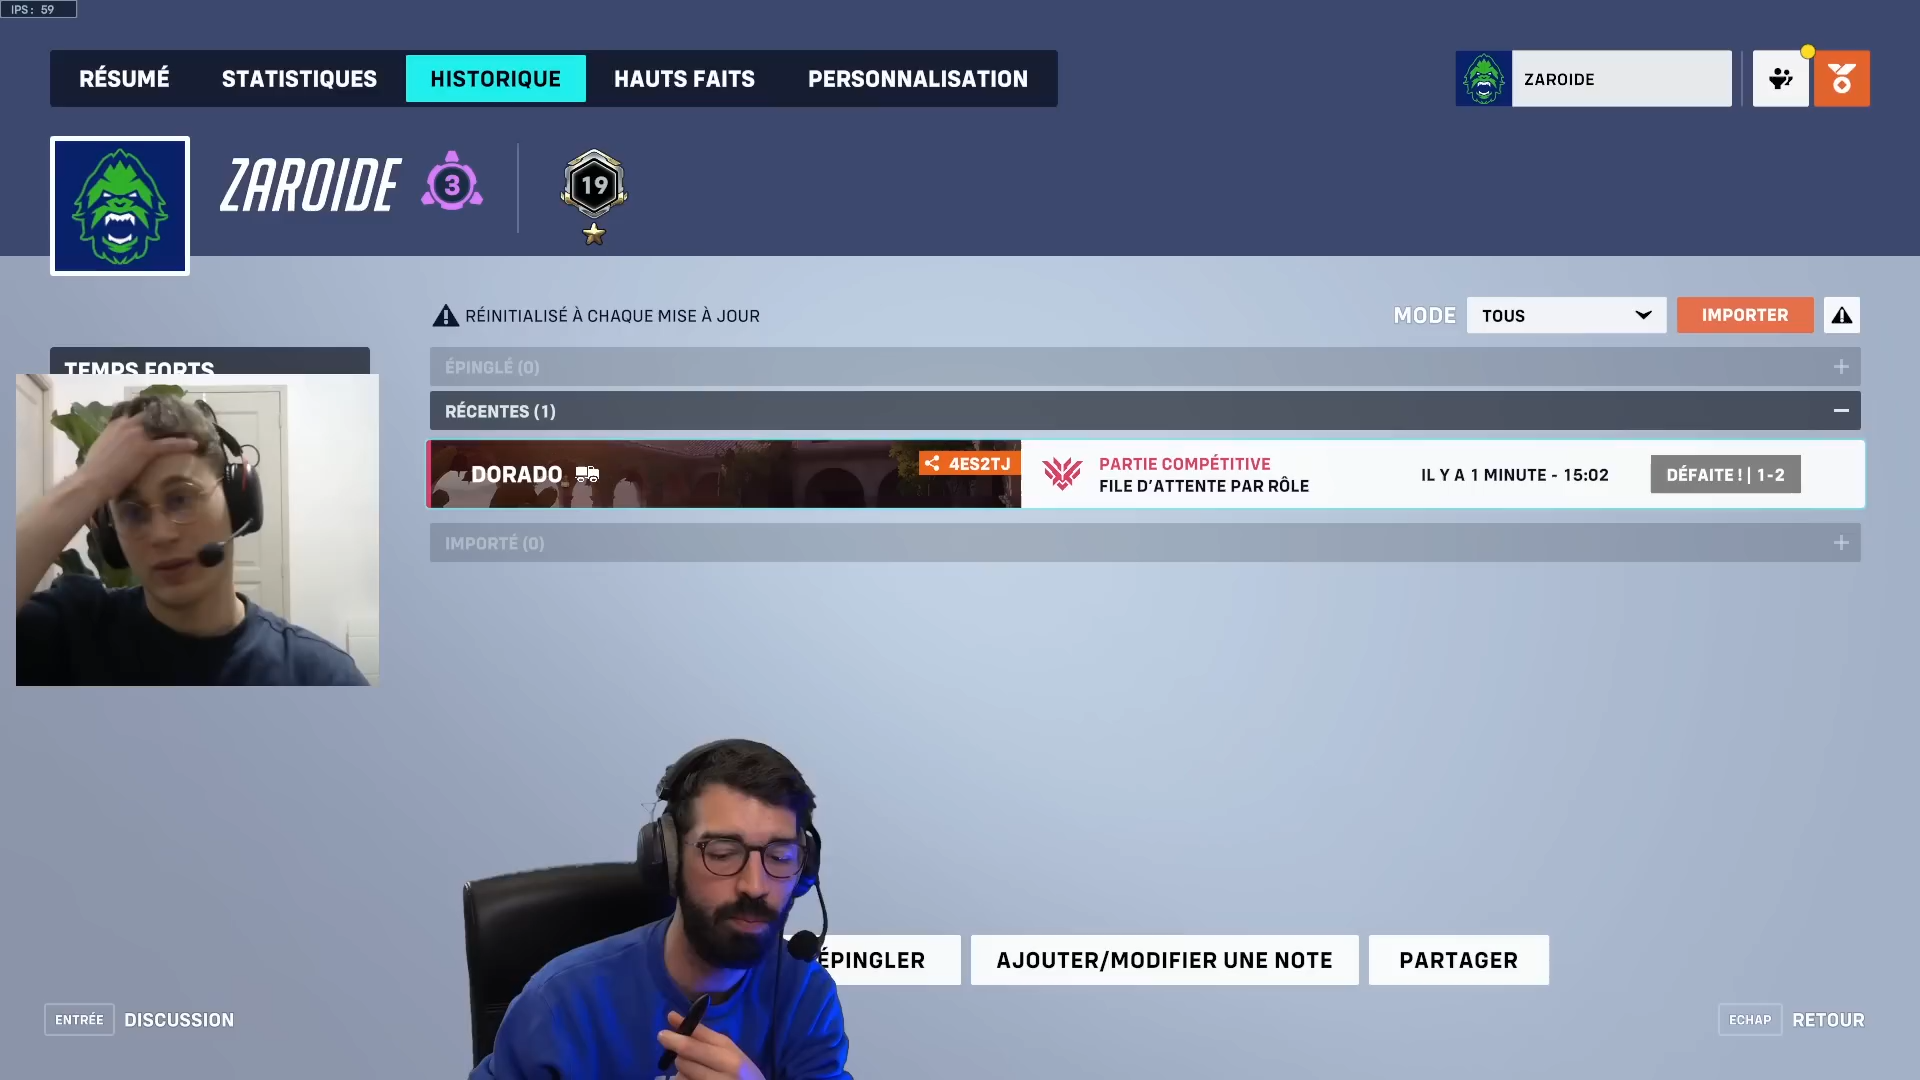 IPS: 59
RÉSUMÉ STATISTIQUES HISTORIQUE HAUTS FAITS PERSONNALISATION
ZAROIDE
ZAROIDE 3 19
RÉINITIALISÉ À CHAQUE MISE À JOUR
MODE TOUS IMPORTER
TEMPS FORTS
ÉPINGLÉ (0)
RÉCENTES (1)
DORADO
4ES2TJ
PARTIE COMPÉTITIVE
FILE D'ATTENTE PAR RÔLE
IL Y A 1 MINUTE - 15:02
DÉFAITE ! | 1-2
IMPORTÉ (0)
ÉPINGLER AJOUTER/MODIFIER UNE NOTE PARTAGER
ENTRÉE DISCUSSION
ECHAP RETOUR